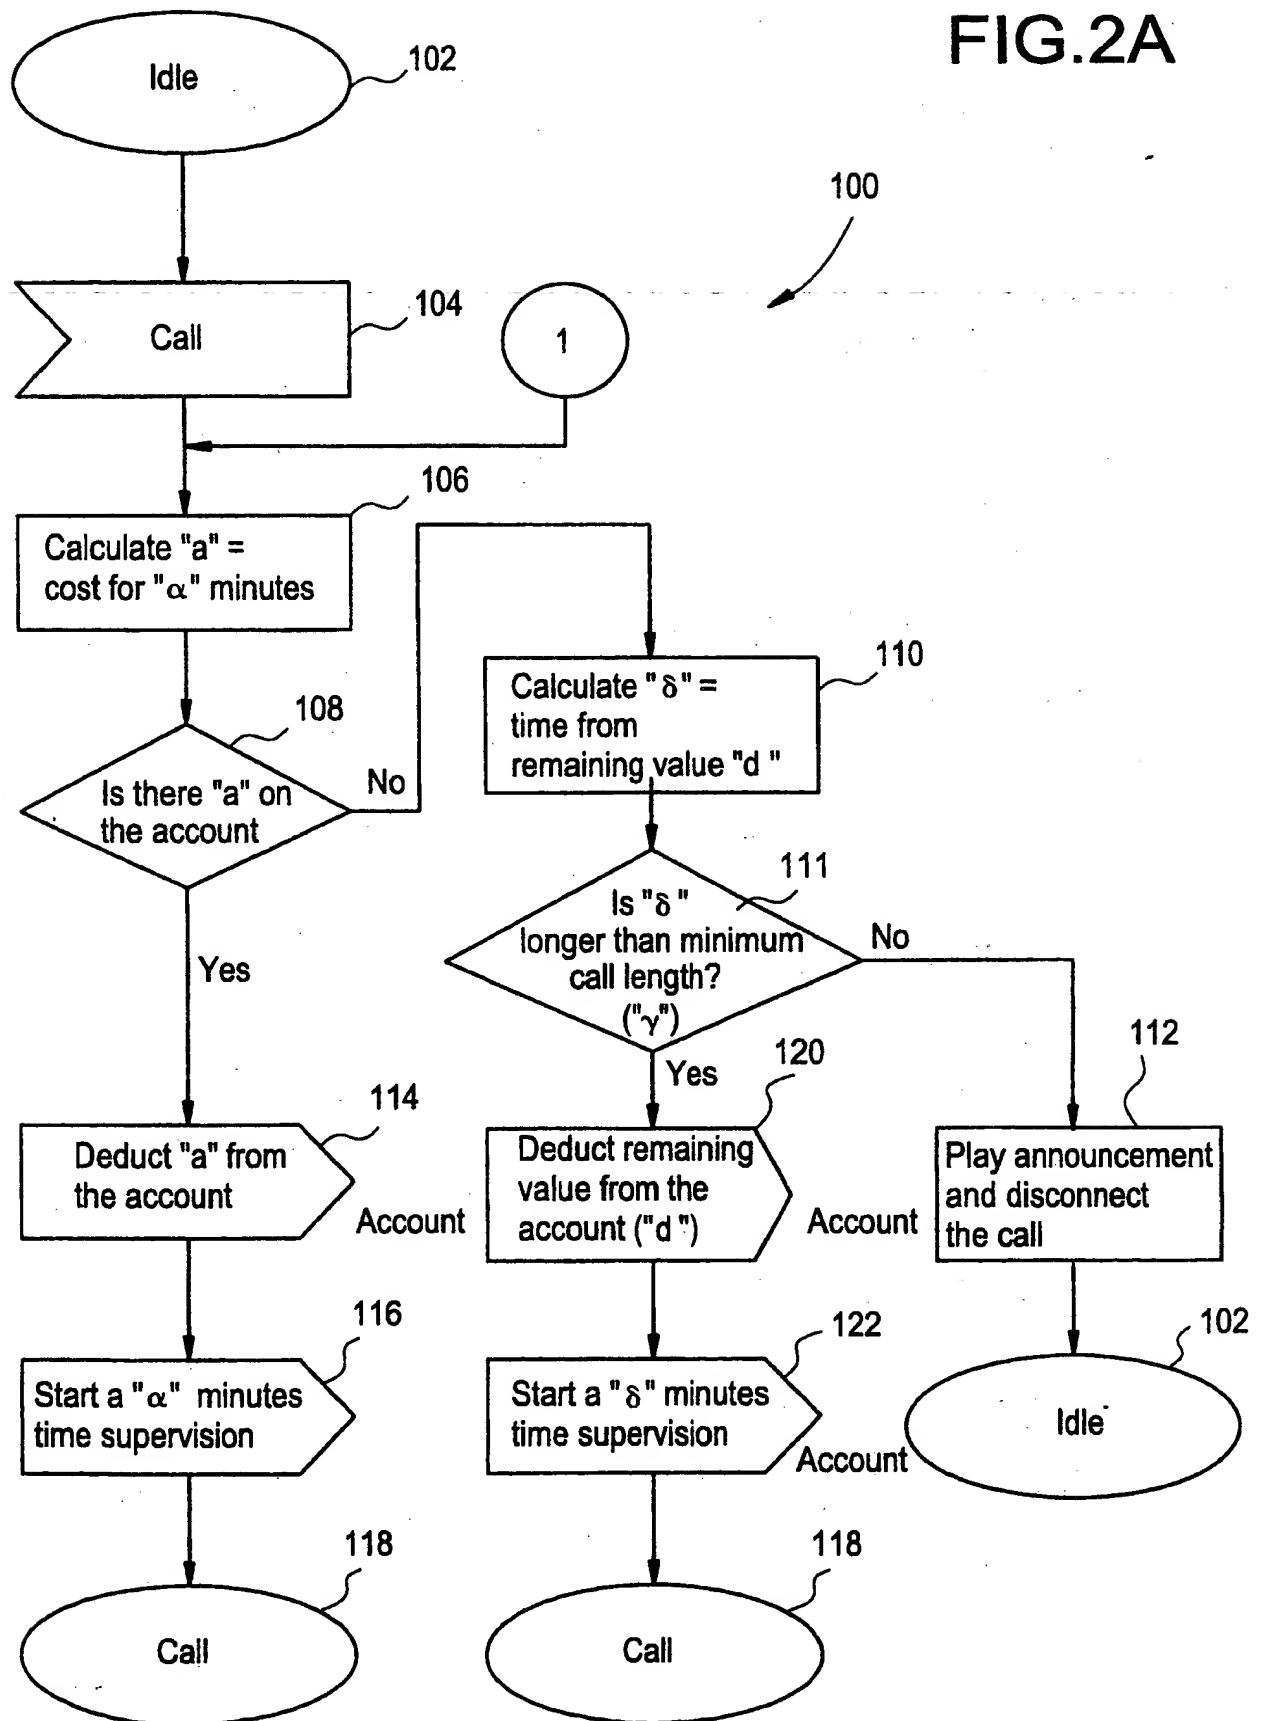 FIG.2A
Idle
102
100
Call
104
1
106
Calculate "a" =
cost for "α" minutes
110
Calculate "δ" =
time from
remaining value "d "
108
Is there "a" on
the account
No
Yes
111
Is "δ "
longer than minimum
call length?
("γ")
No
Yes
114
Deduct "a" from
the account
Account
120
Deduct remaining
value from the
account ("d ")
Account
112
Play announcement
and disconnect
the call
116
Start a "α" minutes
time supervision
122
Start a "δ" minutes
time supervision
Account
102
Idle
118
Call
118
Call